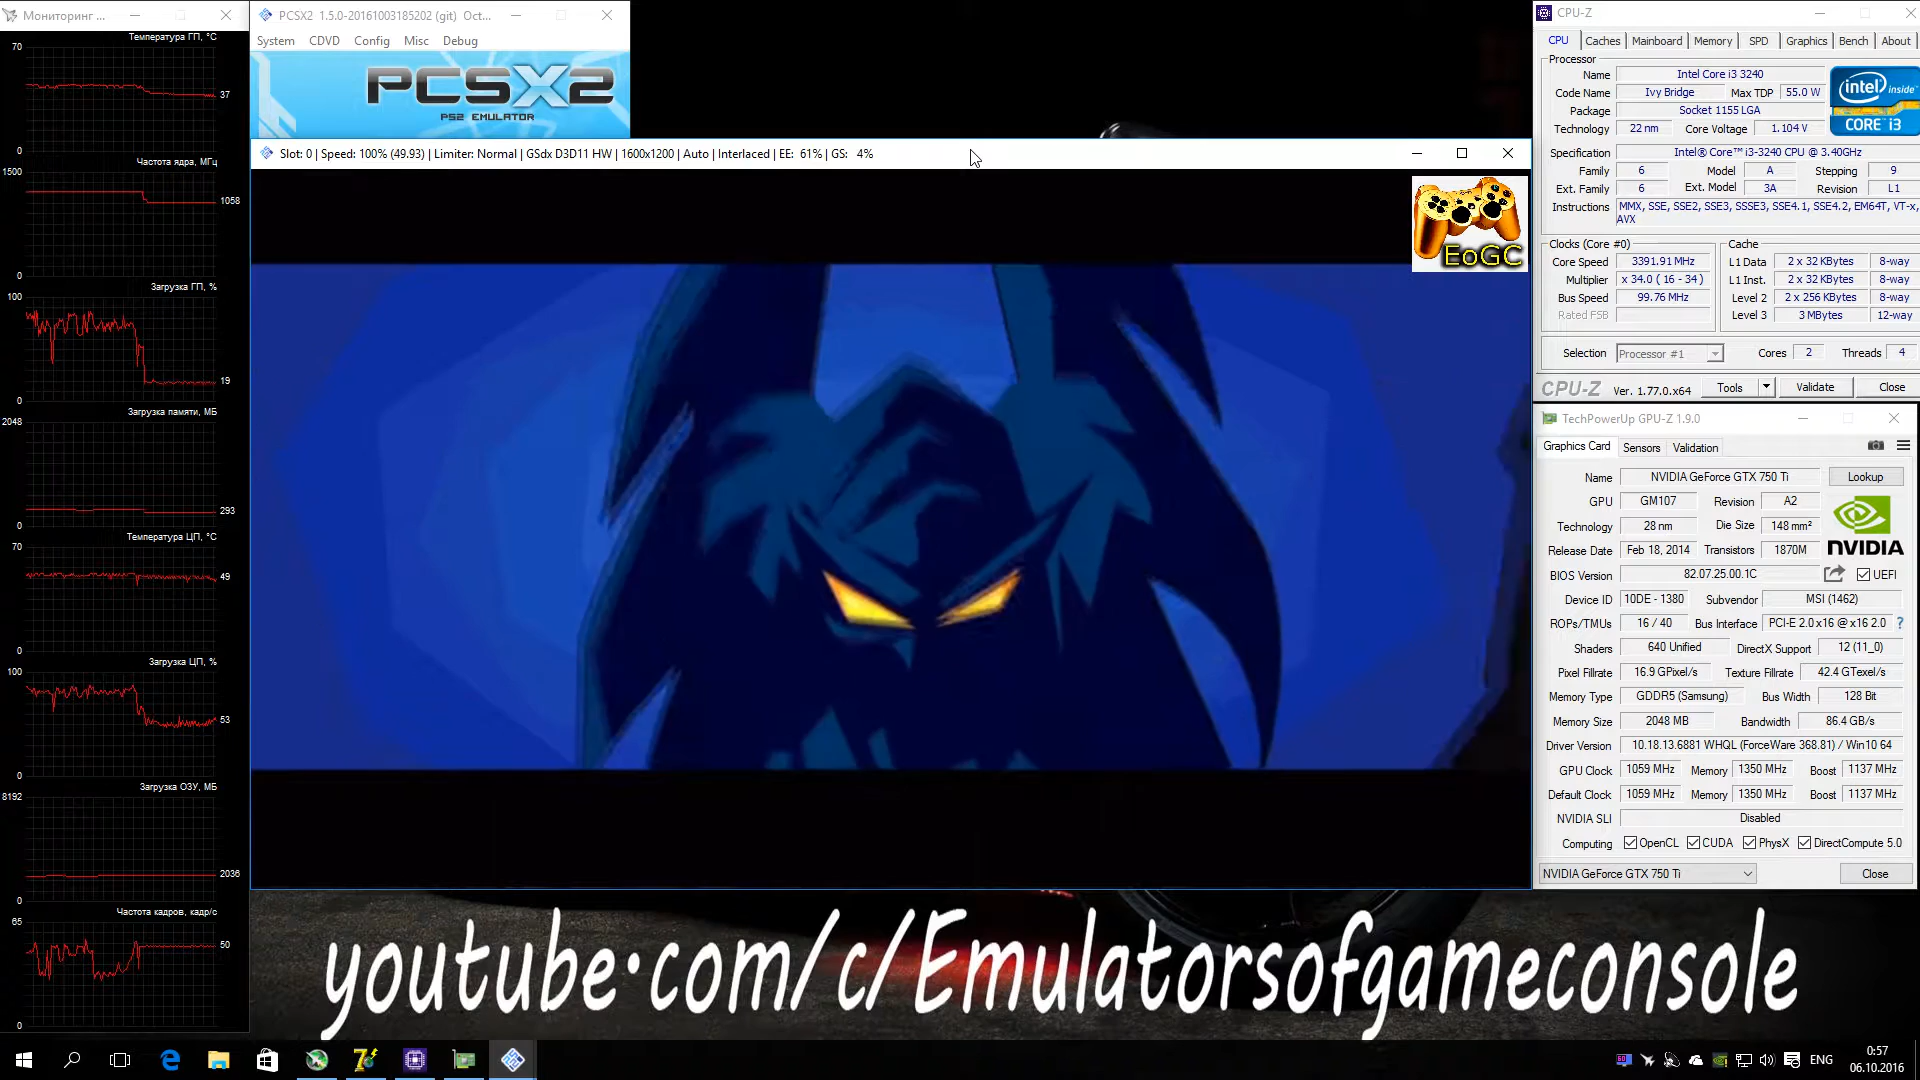 Мониторинг ...
Температура ГП, °C
70
37
0
Частота ядра, МГц
1500
1058
0
Загрузка ГП, %
100
19
0
Загрузка памяти, МБ
2048
293
0
Температура ЦП, °C
70
49
0
Загрузка ЦП, %
100
53
0
Загрузка ОЗУ, МБ
8192
2036
0
Частота кадров, кадр/с
65
50
0
PCSX2 1.5.0-20161003185202 (git) Oct...
System CDVD Config Misc Debug
PCSX2
PS2 EMULATOR
Slot: 0 | Speed: 100% (49.93) | Limiter: Normal | GSdx D3D11 HW | 1600x1200 | Auto | Interlaced | EE: 61% | GS: 4%
EoGC
CPU-Z
CPU Caches Mainboard Memory SPD Graphics Bench About
Processor
Name Intel Core i3 3240
Code Name Ivy Bridge Max TDP 55.0 W
Package Socket 1155 LGA
Technology 22 nm Core Voltage 1.104 V
intel inside™
CORE i3
Specification Intel® Core™ i3-3240 CPU @ 3.40GHz
Family 6 Model A Stepping 9
Ext. Family 6 Ext. Model 3A Revision L1
Instructions MMX, SSE, SSE2, SSE3, SSSE3, SSE4.1, SSE4.2, EM64T, VT-x,
AVX
Clocks (Core #0) Cache
Core Speed 3391.91 MHz L1 Data 2 x 32 KBytes 8-way
Multiplier x 34.0 ( 16 - 34 ) L1 Inst. 2 x 32 KBytes 8-way
Bus Speed 99.76 MHz Level 2 2 x 256 KBytes 8-way
Rated FSB Level 3 3 MBytes 12-way
Selection Processor #1 Cores 2 Threads 4
CPU-Z Ver. 1.77.0.x64 Tools Validate Close
TechPowerUp GPU-Z 1.9.0
Graphics Card Sensors Validation
Name NVIDIA GeForce GTX 750 Ti Lookup
GPU GM107 Revision A2
Technology 28 nm Die Size 148 mm²
Release Date Feb 18, 2014 Transistors 1870M
NVIDIA
BIOS Version 82.07.25.00.1C UEFI
Device ID 10DE - 1380 Subvendor MSI (1462)
ROPs/TMUs 16 / 40 Bus Interface PCI-E 2.0 x16 @ x16 2.0 ?
Shaders 640 Unified DirectX Support 12 (11_0)
Pixel Fillrate 16.9 GPixel/s Texture Fillrate 42.4 GTexel/s
Memory Type GDDR5 (Samsung) Bus Width 128 Bit
Memory Size 2048 MB Bandwidth 86.4 GB/s
Driver Version 10.18.13.6881 WHQL (ForceWare 368.81) / Win10 64
GPU Clock 1059 MHz Memory 1350 MHz Boost 1137 MHz
Default Clock 1059 MHz Memory 1350 MHz Boost 1137 MHz
NVIDIA SLI Disabled
Computing OpenCL CUDA PhysX DirectCompute 5.0
NVIDIA GeForce GTX 750 Ti Close
youtube.com/c/Emulatorsofgameconsole
ENG
0:57
06.10.2016